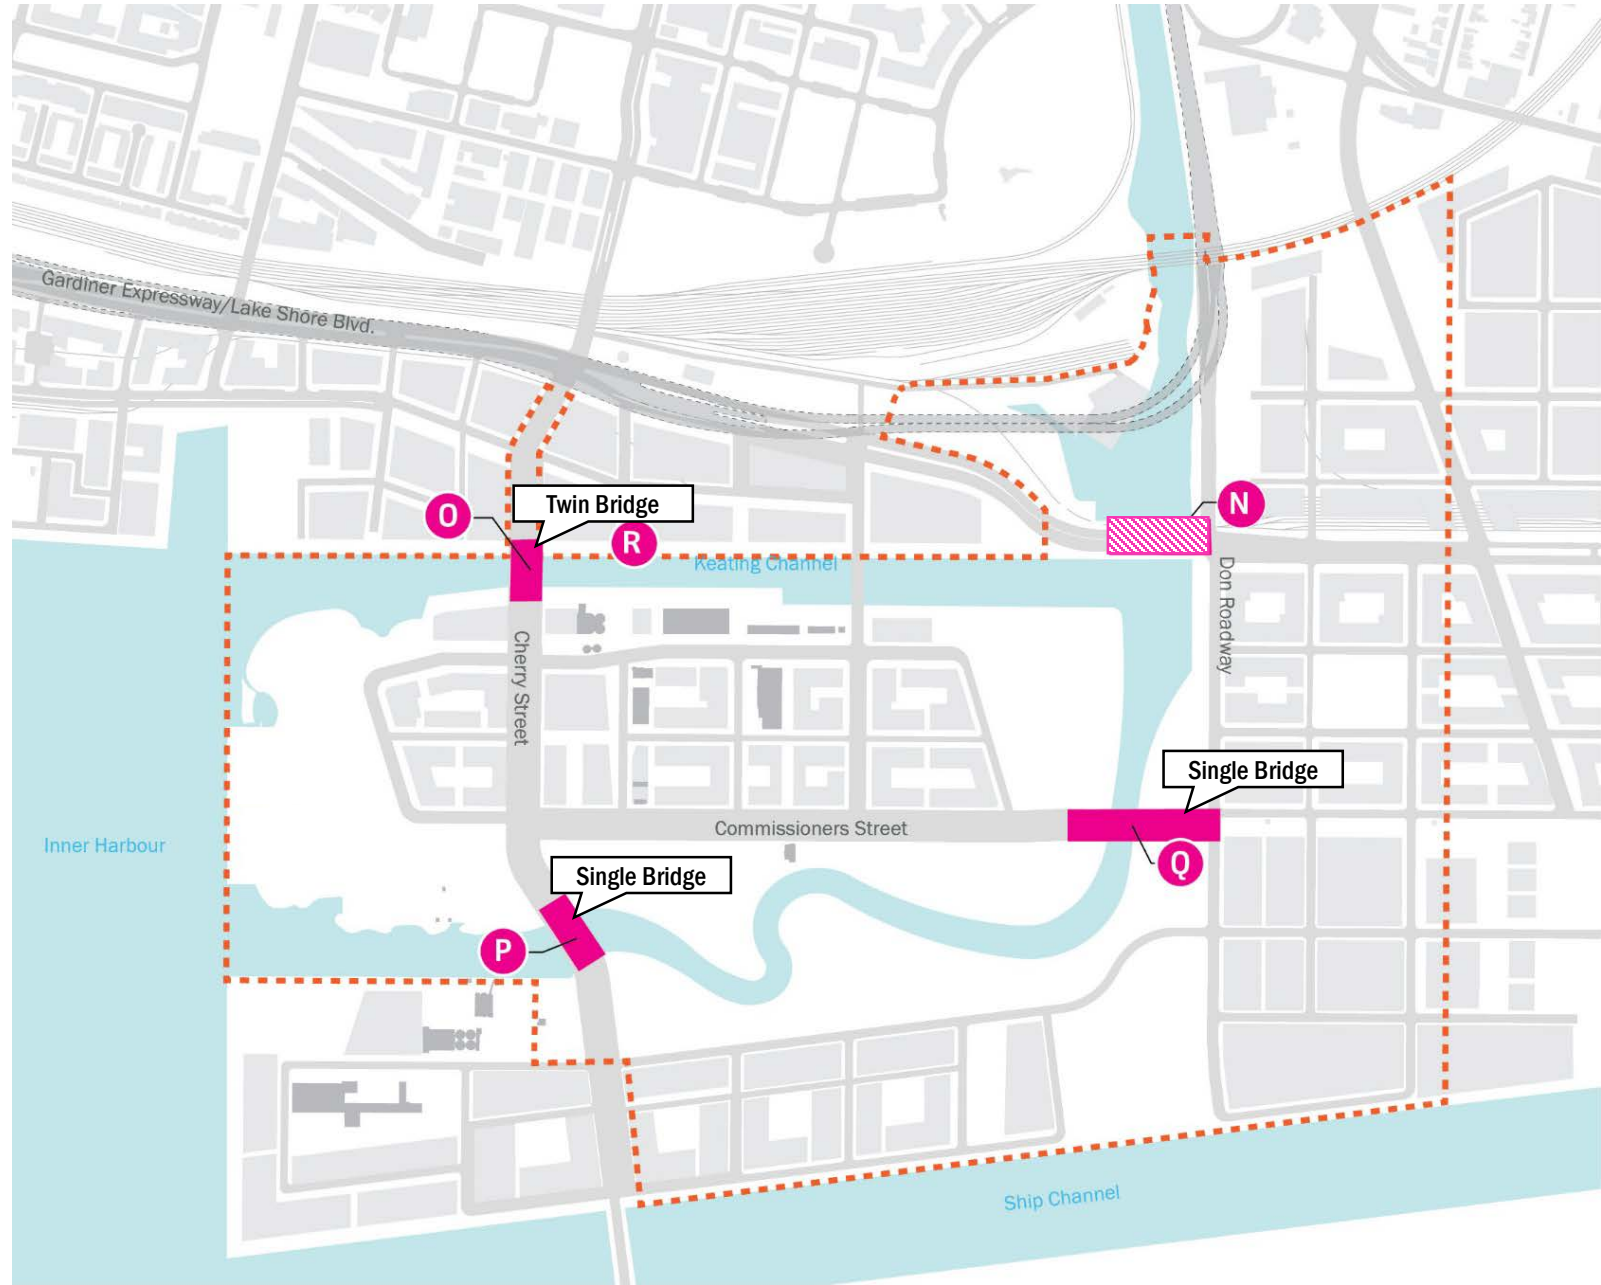 Gardiner Expressway/Lake Shore Blvd.
Twin Bridge
O
N
R
Keating Channel
Don Roadway
Cherry Street
Single Bridge
Commissioners Street
Inner Harbour
Q
Single Bridge
P
Ship Channel